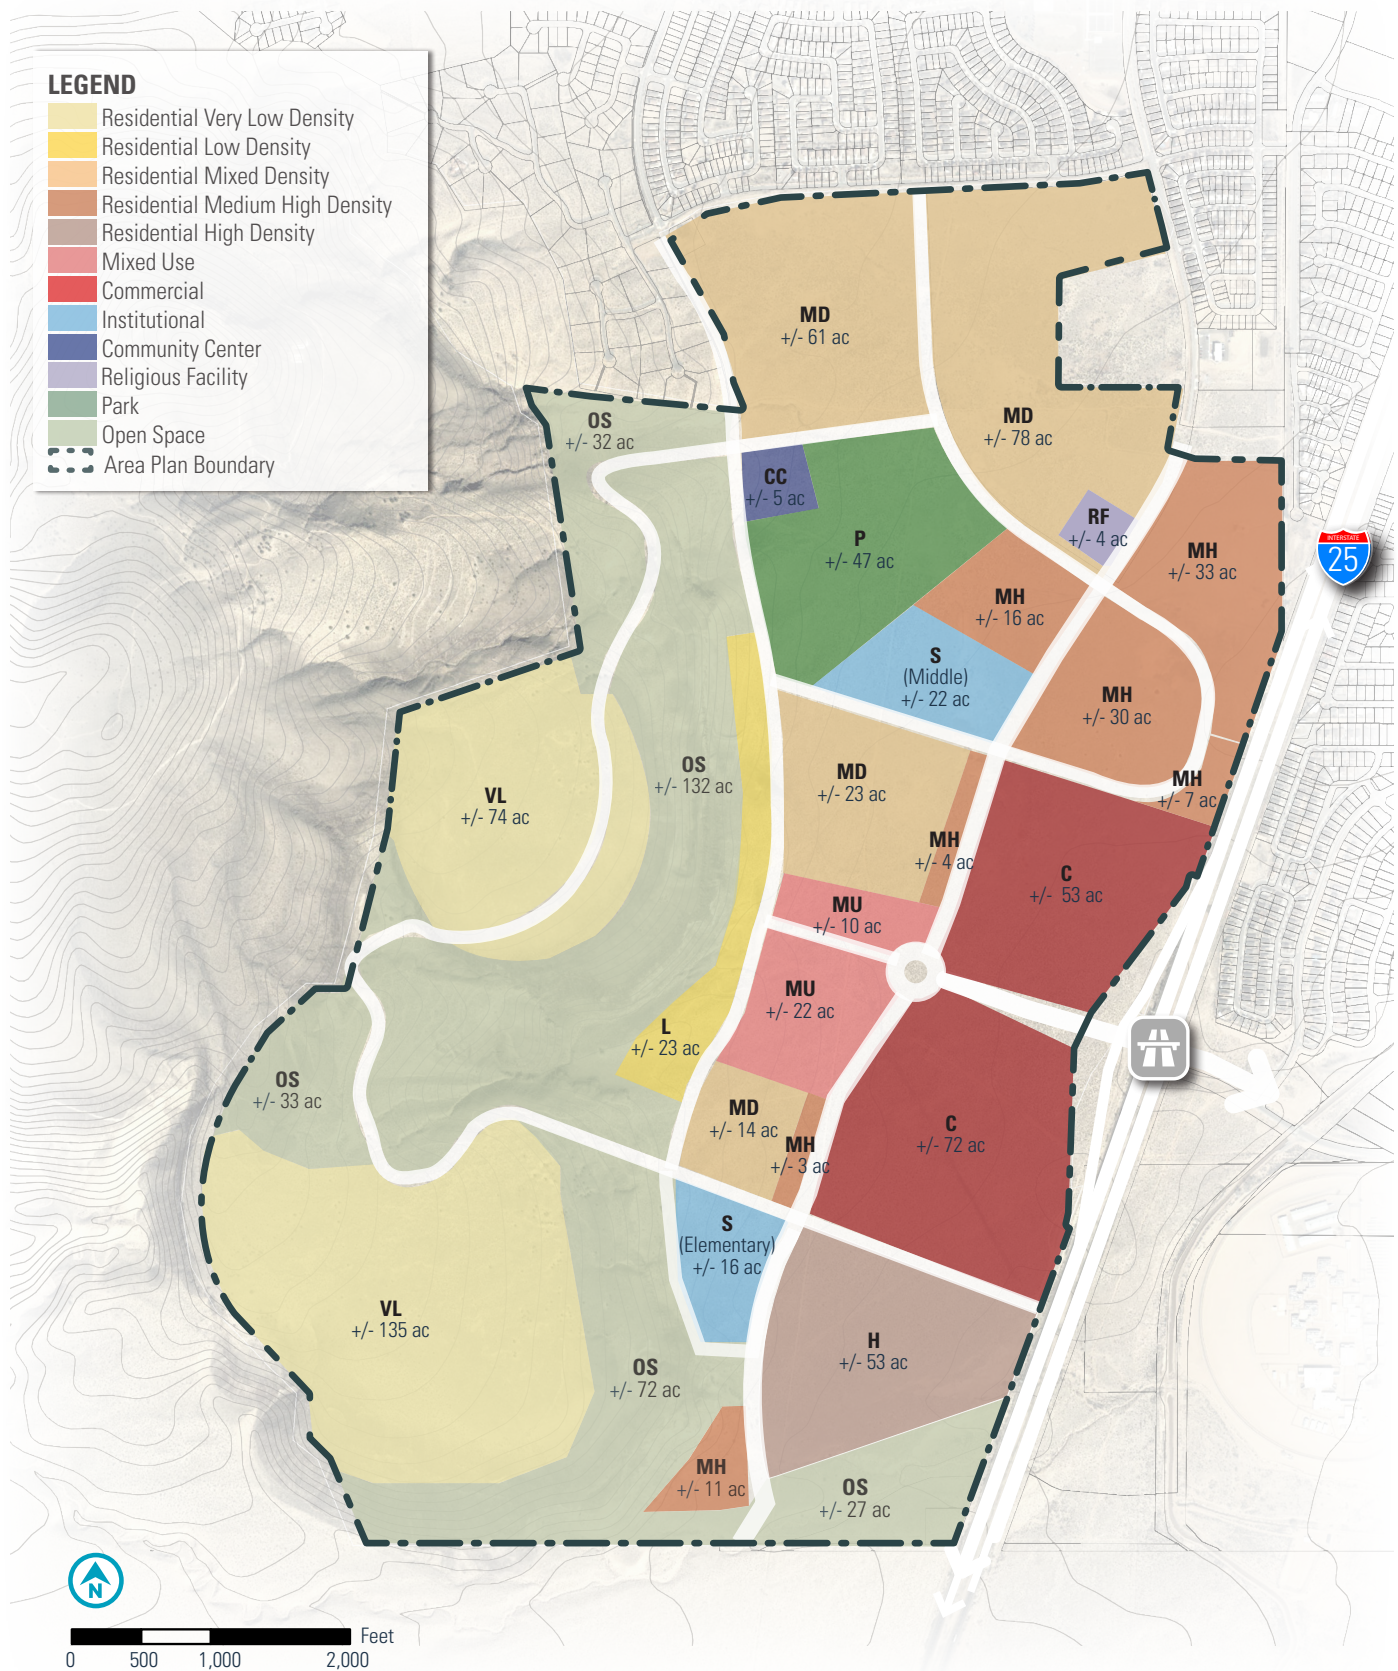 LEGEND
Residential Very Low Density
Residential Low Density
Residential Mixed Density
Residential Medium High Density
Residential High Density
Mixed Use
Commercial
Institutional
Community Center
Religious Facility
Park
Open Space
Area Plan Boundary
MD
+/- 61 ac
OS
+/- 32 ac
MD
+/- 78 ac
CC
+/- 5 ac
RF
+/- 4 ac
P
+/- 47 ac
MH
+/- 33 ac
INTERSTATE
25
MH
+/- 16 ac
S
(Middle)
+/- 22 ac
MH
+/- 30 ac
OS
+/- 132 ac
MD
+/- 23 ac
MH
+/- 7 ac
VL
+/- 74 ac
MH
+/- 4 ac
C
+/- 53 ac
MU
+/- 10 ac
MU
+/- 22 ac
L
+/- 23 ac
OS
+/- 33 ac
MD
+/- 14 ac
MH
+/- 3 ac
C
+/- 72 ac
S
(Elementary)
+/- 16 ac
VL
+/- 135 ac
H
+/- 53 ac
OS
+/- 72 ac
MH
+/- 11 ac
OS
+/- 27 ac
N
Feet
0 500 1,000 2,000